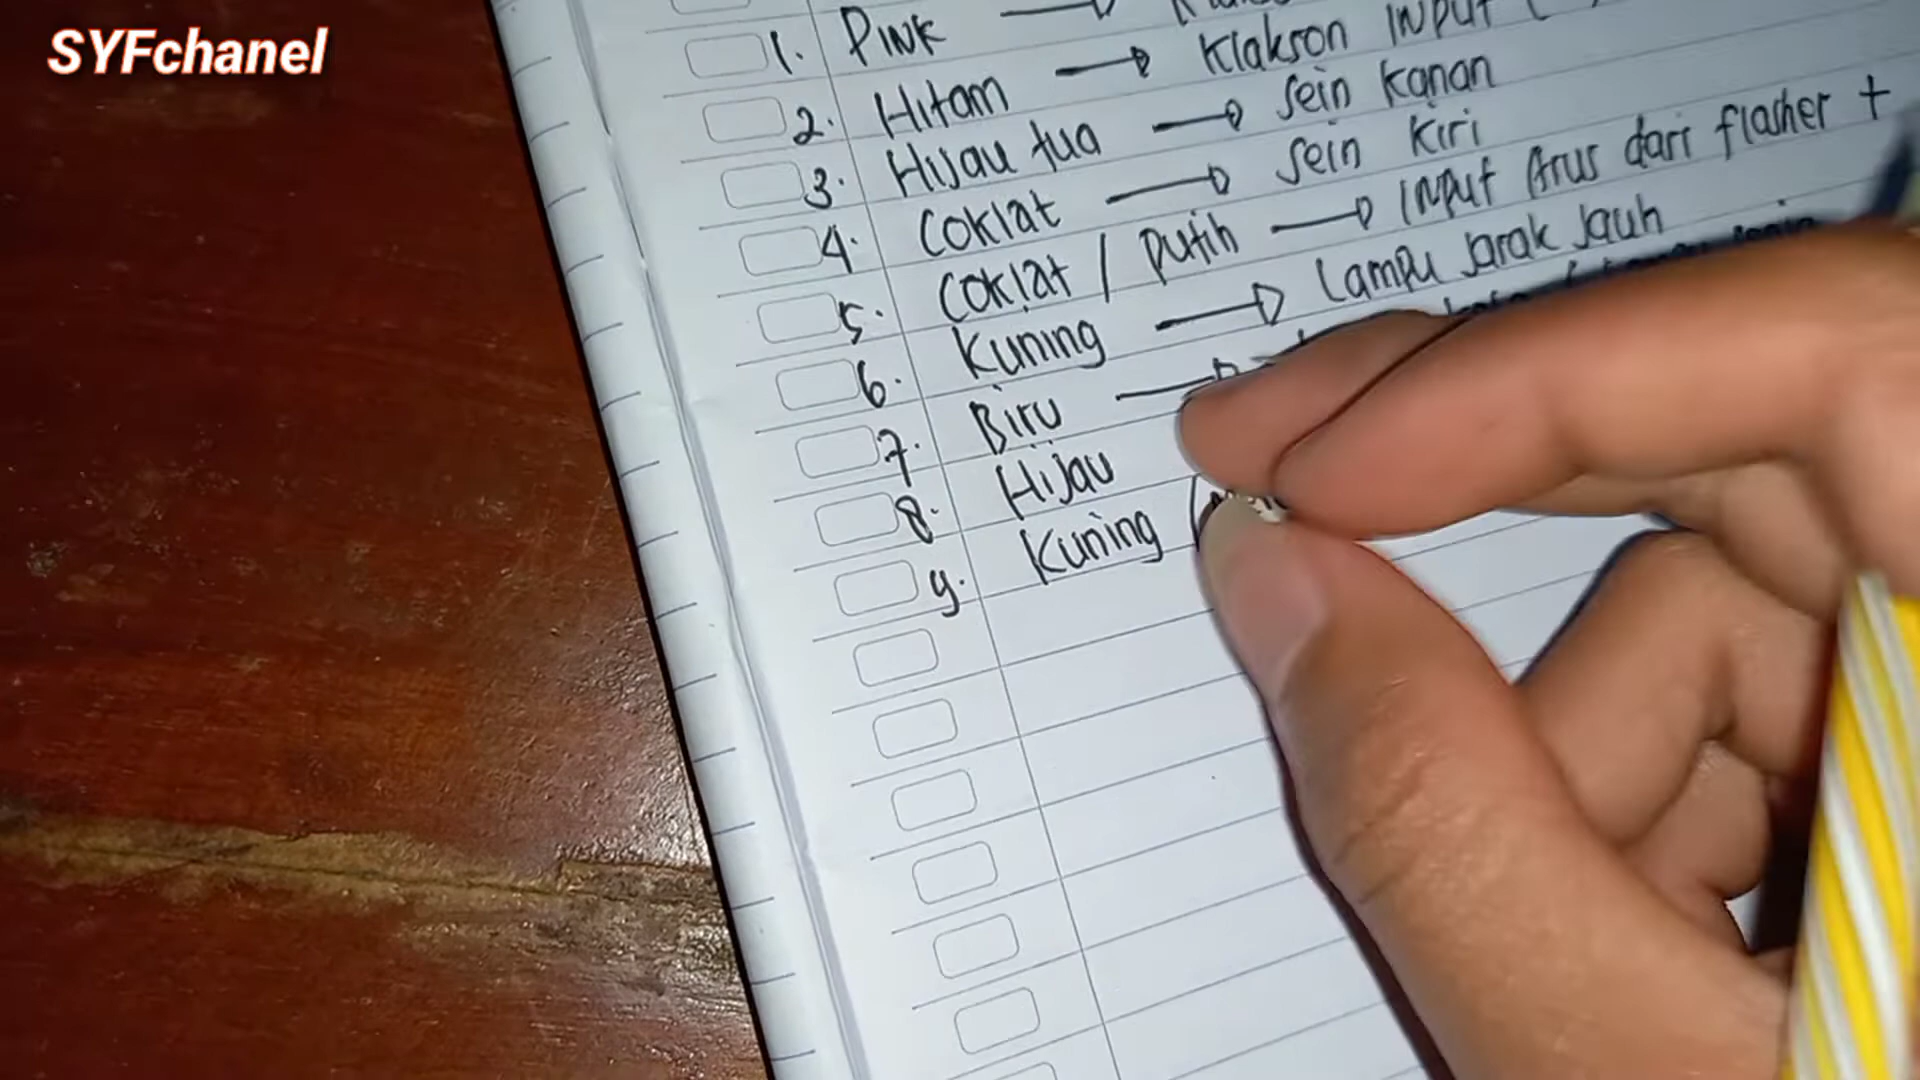 SYFchanel
1. Pink
2. Hitam Klakson Input (
3. Hijau tua sein kanan
4. Coklat sein kiri
5. Coklat / putih Input Arus dari flasher +
6. Kuning Lampu Jarak Jauh
7. Biru
8. Hijau
9. Kuning (